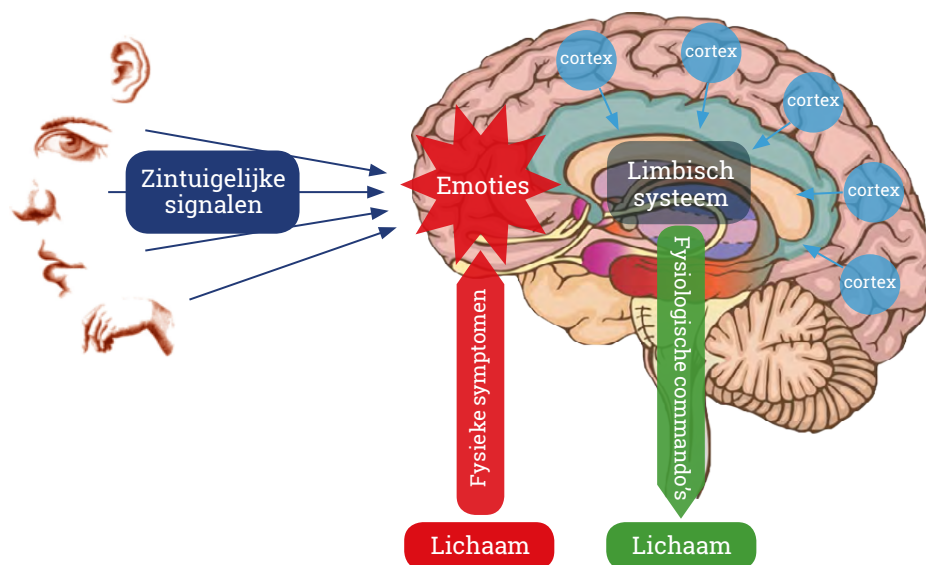 Zintuigelijke
signalen
Emoties
Limbisch
systeem
cortex
cortex
cortex
cortex
cortex
Fysieke symptomen
Fysiologische commando's
Lichaam
Lichaam